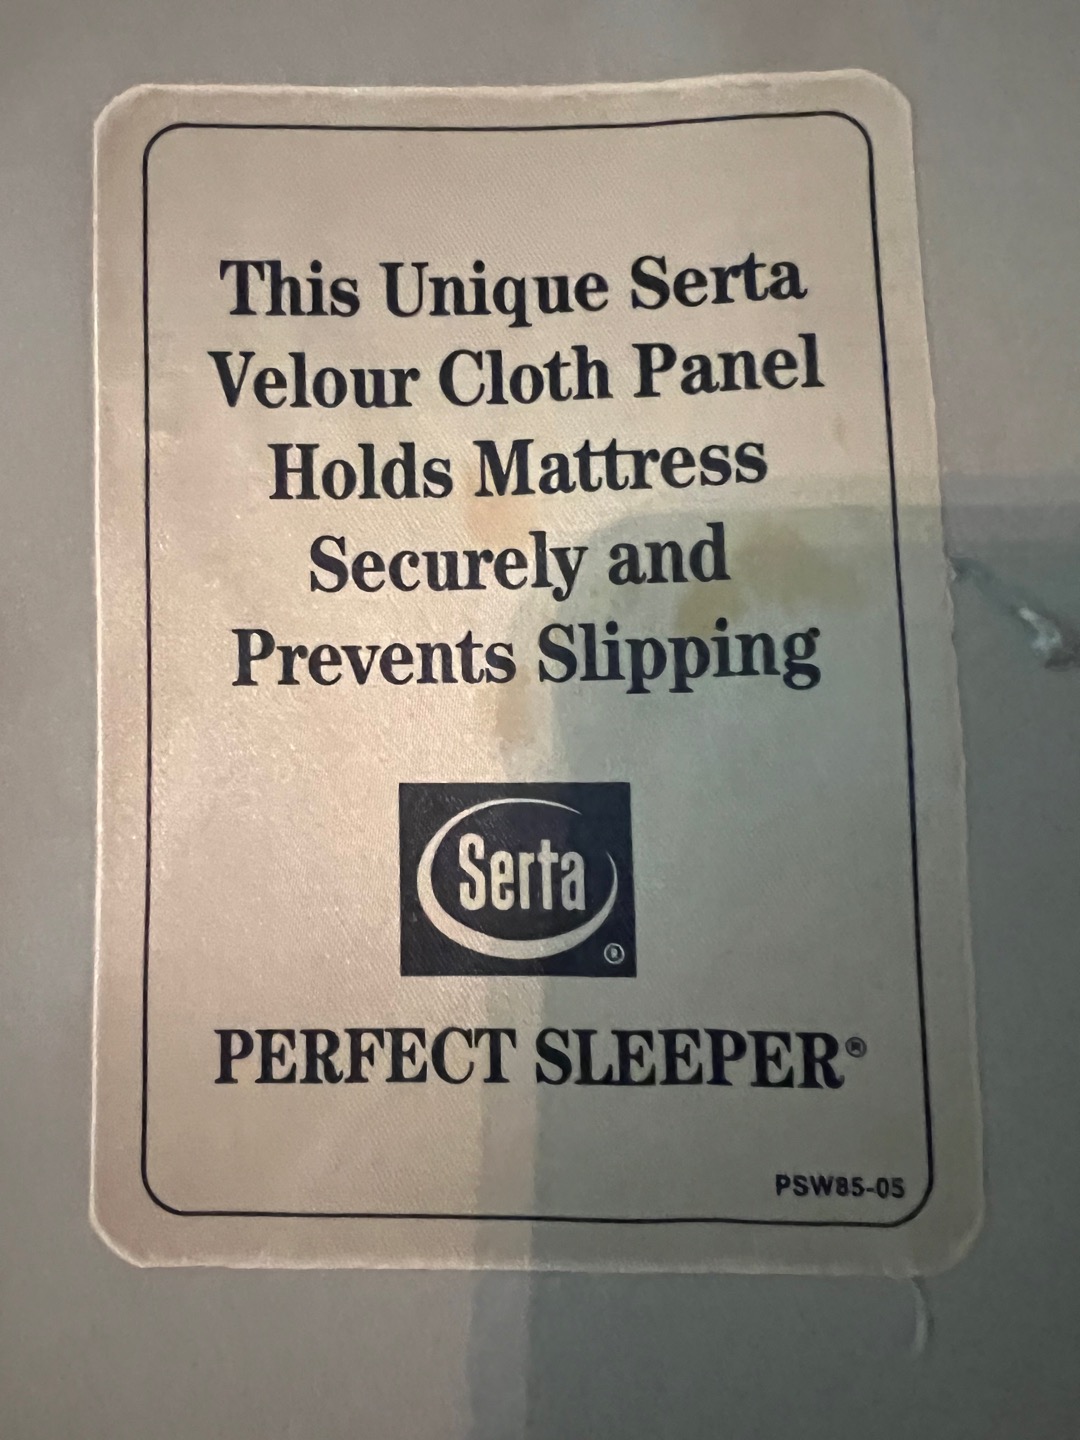 This Unique Serta
Velour Cloth Panel
Holds Mattress
Securely and
Prevents Slipping
Serta
®
PERFECT SLEEPER®
PSW85-05